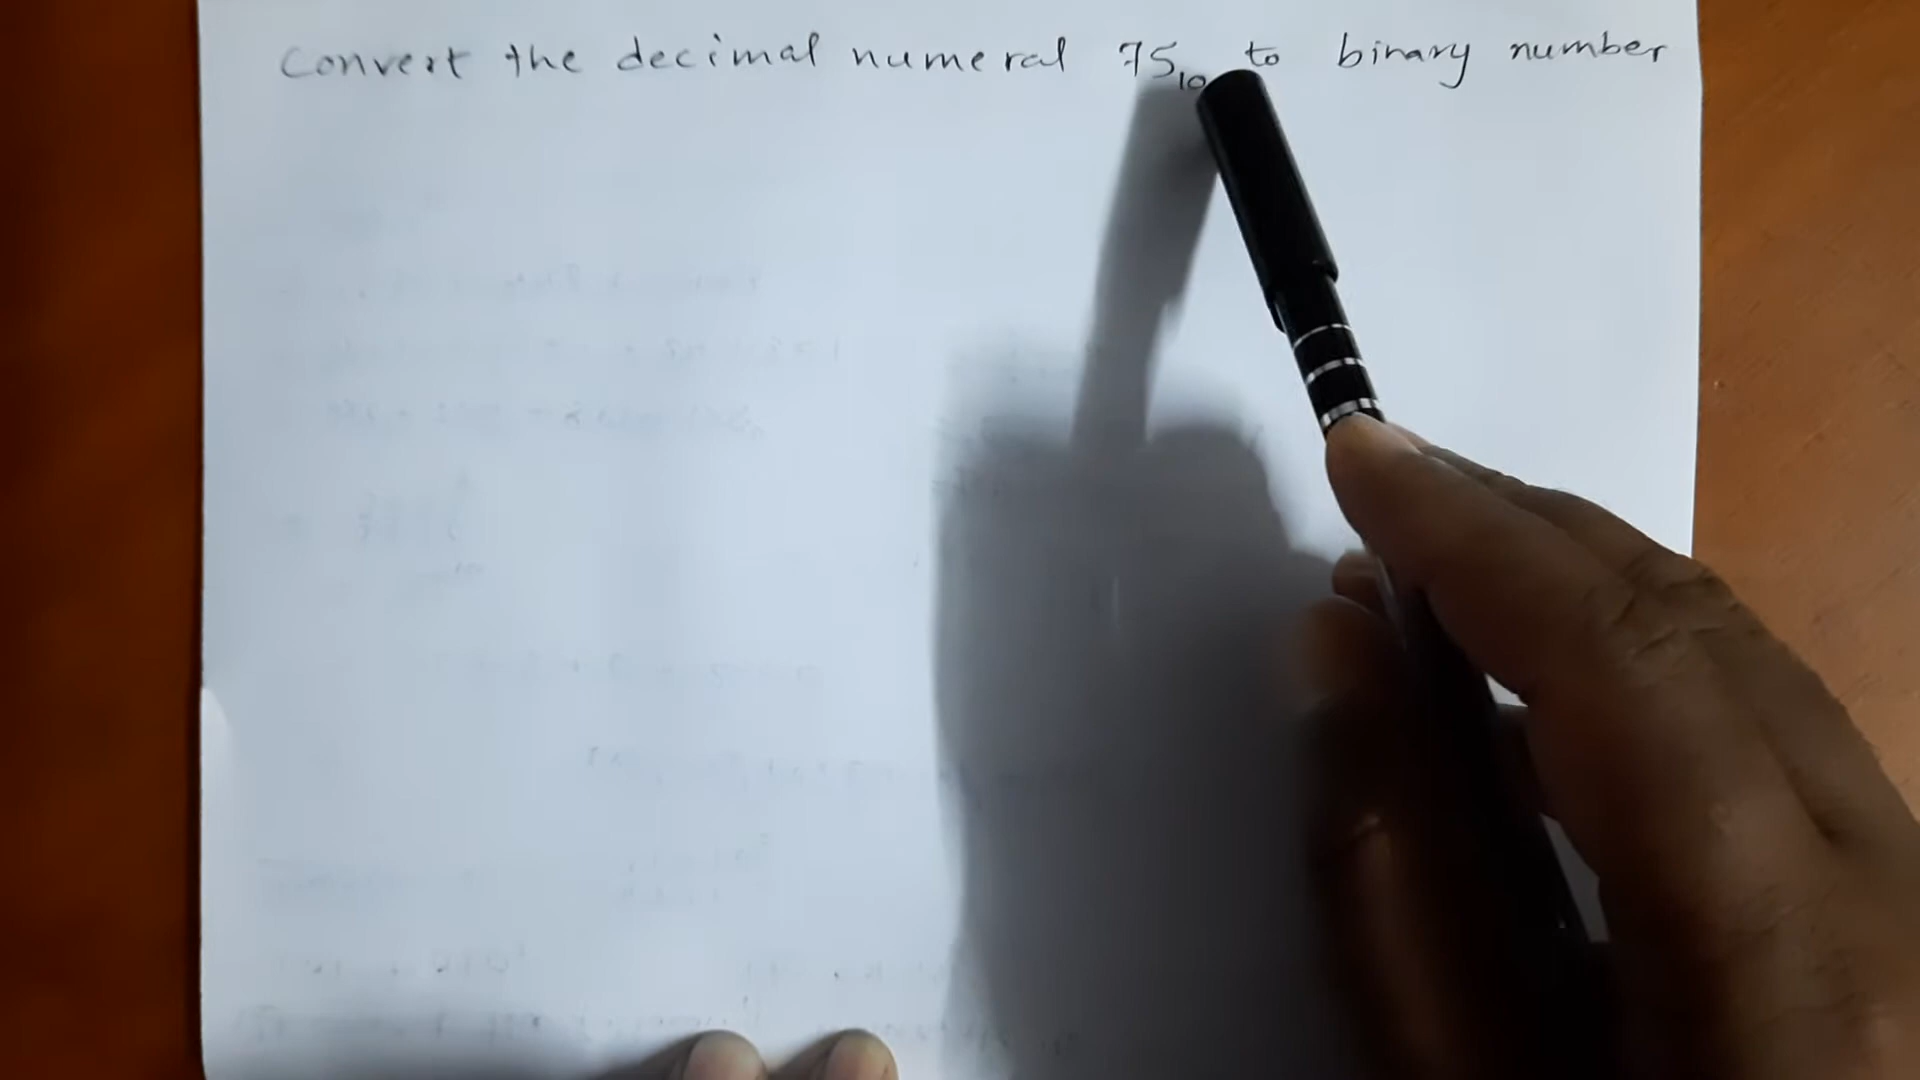 Convert the decimal numeral 75₁₀ to binary number